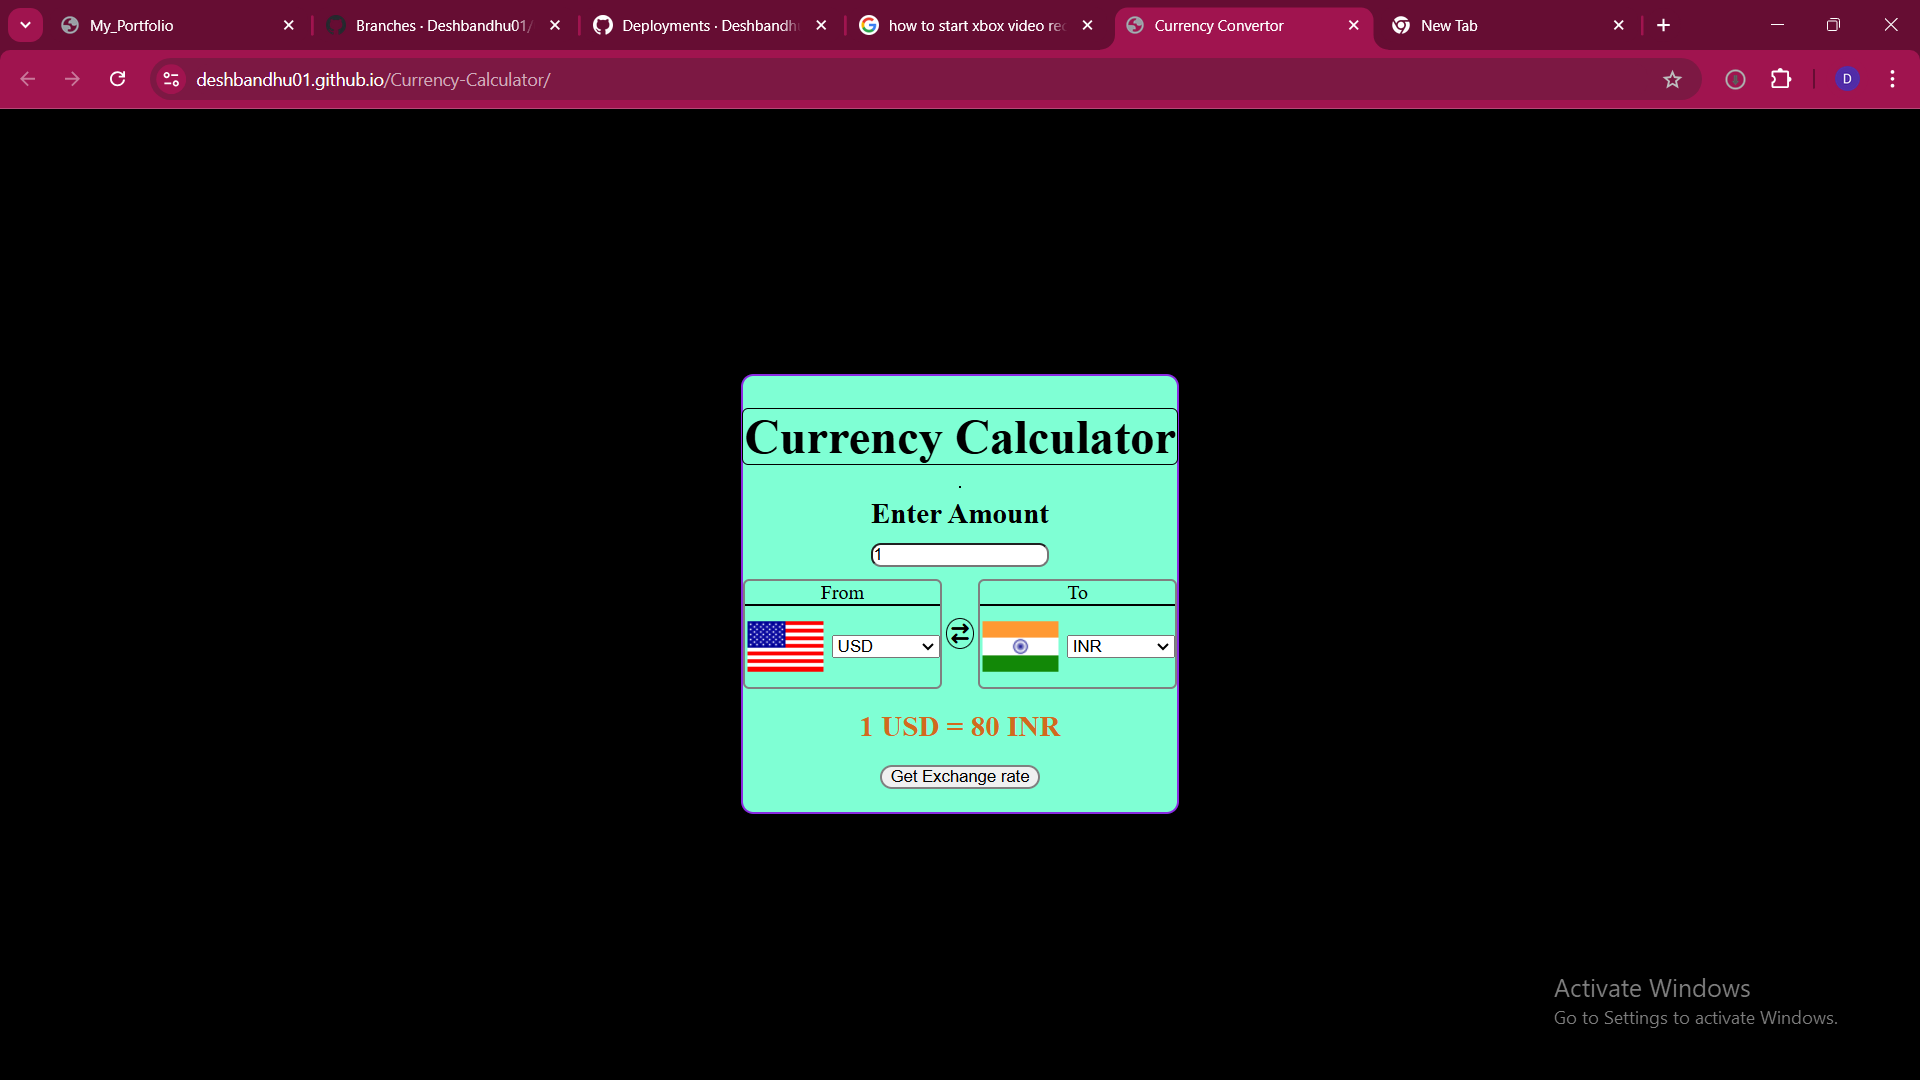 My_Portfolio
Branches · Deshbandhu01/
Deployments · Deshbandh
how to start xbox video re
Currency Convertor
New Tab
deshbandhu01.github.io/Currency-Calculator/
D
Currency Calculator
.
Enter Amount
1
From
To
USD
INR
1 USD = 80 INR
Get Exchange rate
Activate Windows
Go to Settings to activate Windows.